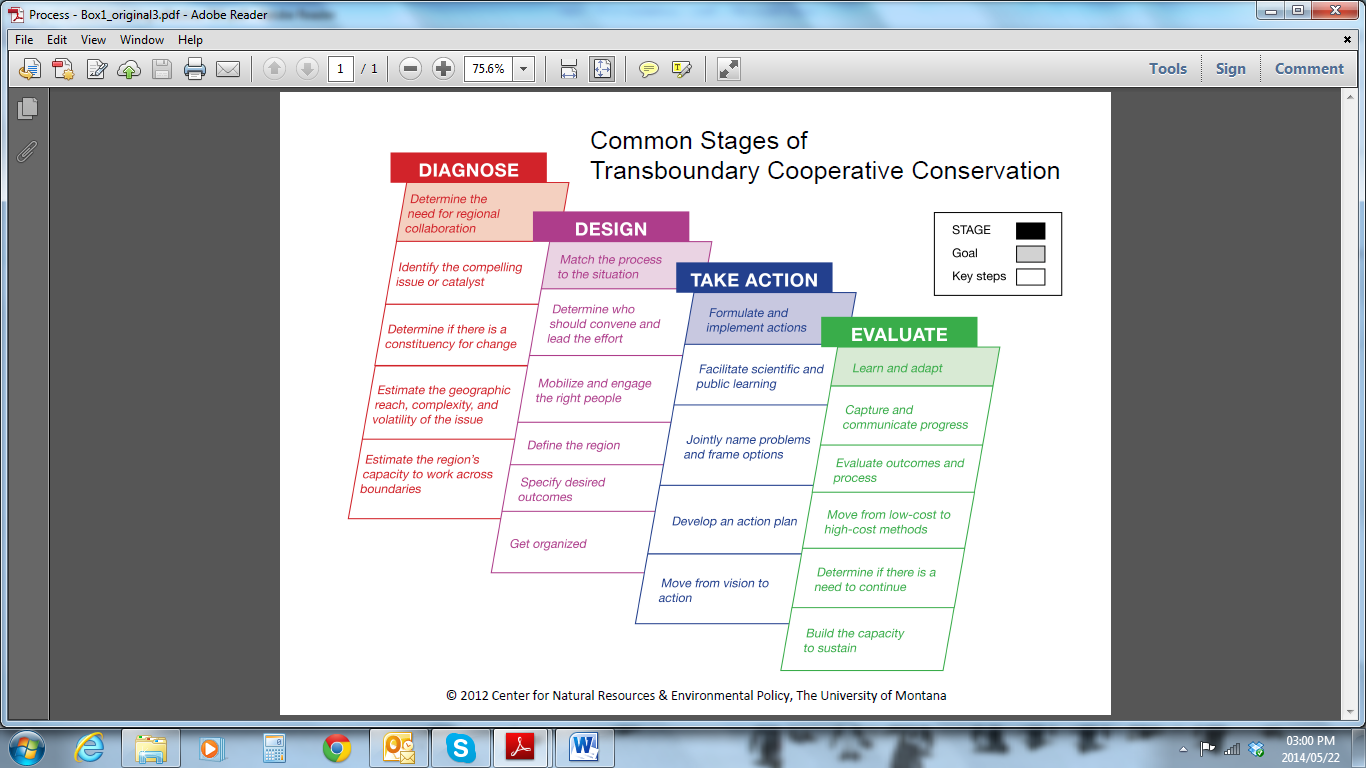 Process - Box1_original3.pdf - Adobe Reader
File Edit View Window Help
1 / 1
75.6%
Tools Sign Comment
Common Stages of
Transboundary Cooperative Conservation
DIAGNOSE
Determine the
need for regional
collaboration
Identify the compelling
issue or catalyst
Determine if there is a
constituency for change
Estimate the geographic
reach, complexity, and
volatility of the issue
Estimate the region's
capacity to work across
boundaries
DESIGN
Match the process
to the situation
Determine who
should convene and
lead the effort
Mobilize and engage
the right people
Define the region
Specify desired
outcomes
Get organized
TAKE ACTION
Formulate and
implement actions
Facilitate scientific and
public learning
Jointly name problems
and frame options
Develop an action plan
Move from vision to
action
EVALUATE
Learn and adapt
Capture and
communicate progress
Evaluate outcomes and
process
Move from low-cost to
high-cost methods
Determine if there is a
need to continue
Build the capacity
to sustain
STAGE
Goal
Key steps
© 2012 Center for Natural Resources & Environmental Policy, The University of Montana
03:00 PM
2014/05/22